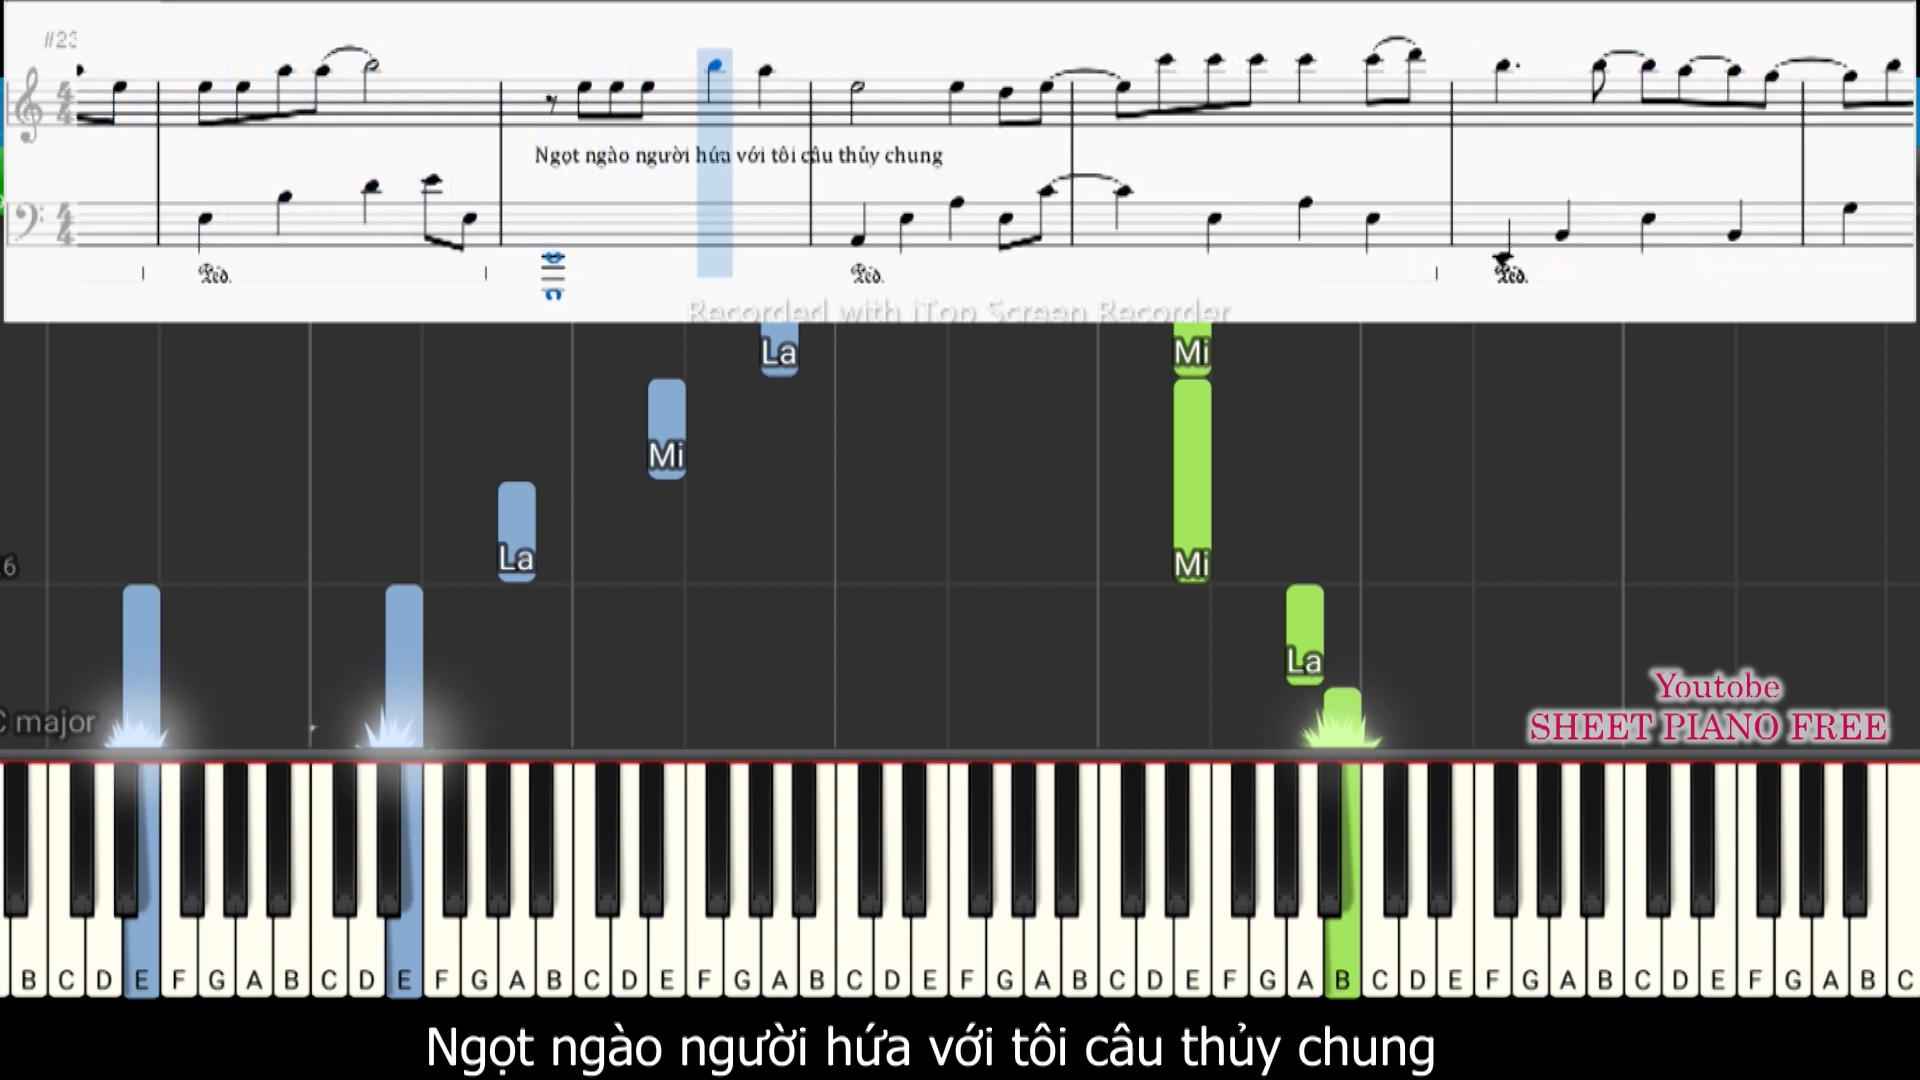 #23
Ngọt ngào người hứa với tôi câu thủy chung
Recorded with iTop Screen Recorder
La
Mi
Mi
La
Mi
6
La
Youtobe
SHEET PIANO FREE
C major
B C D E F G A B C D E F G A B C D E F G A B C D E F G A B C D E F G A B C D E F G A B C D E F G A B C
Ngọt ngào người hứa với tôi câu thủy chung